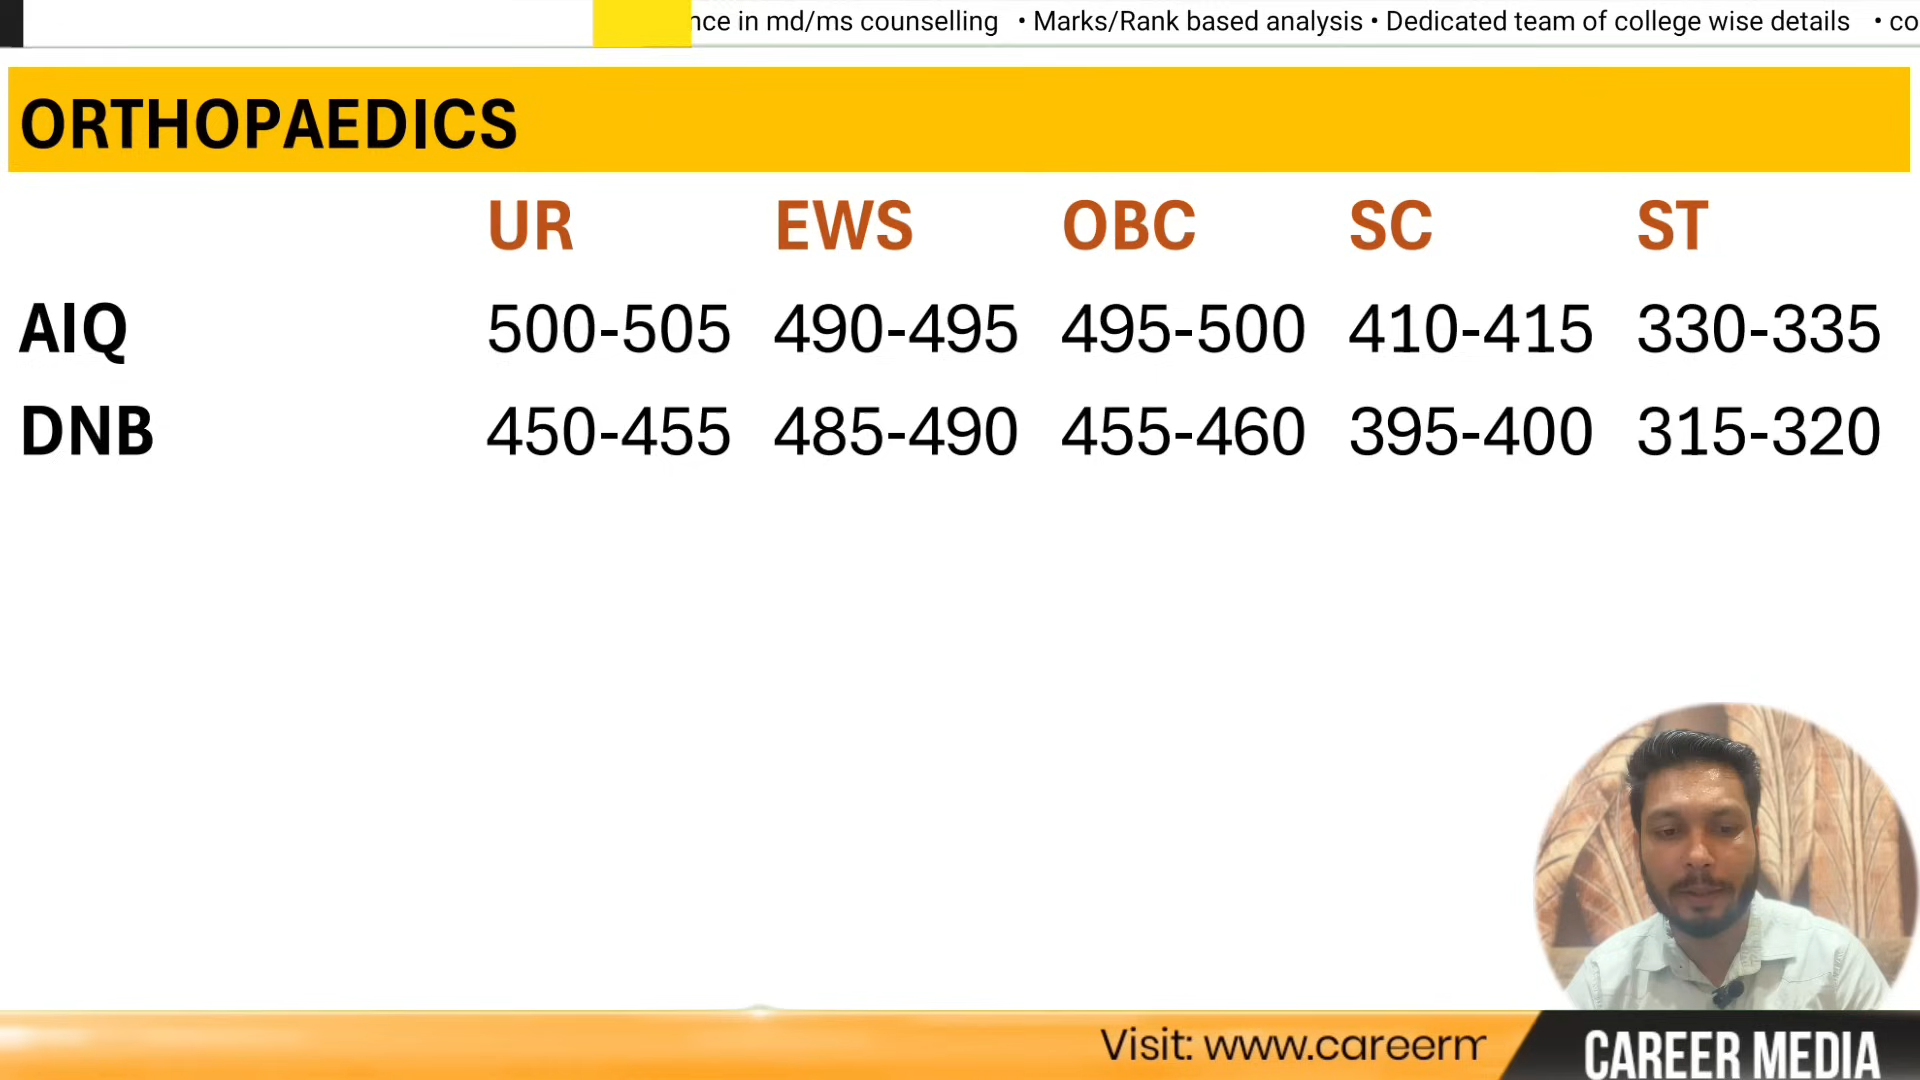 in md/ms counselling • Marks/Rank based analysis • Dedicated team of college wise details •
ORTHOPAEDICS
UR EWS OBC SC ST
AIQ 500-505 490-495 495-500 410-415 330-335
DNB 450-455 485-490 455-460 395-400 315-320
Visit: www.careerm
CAREER MEDIA